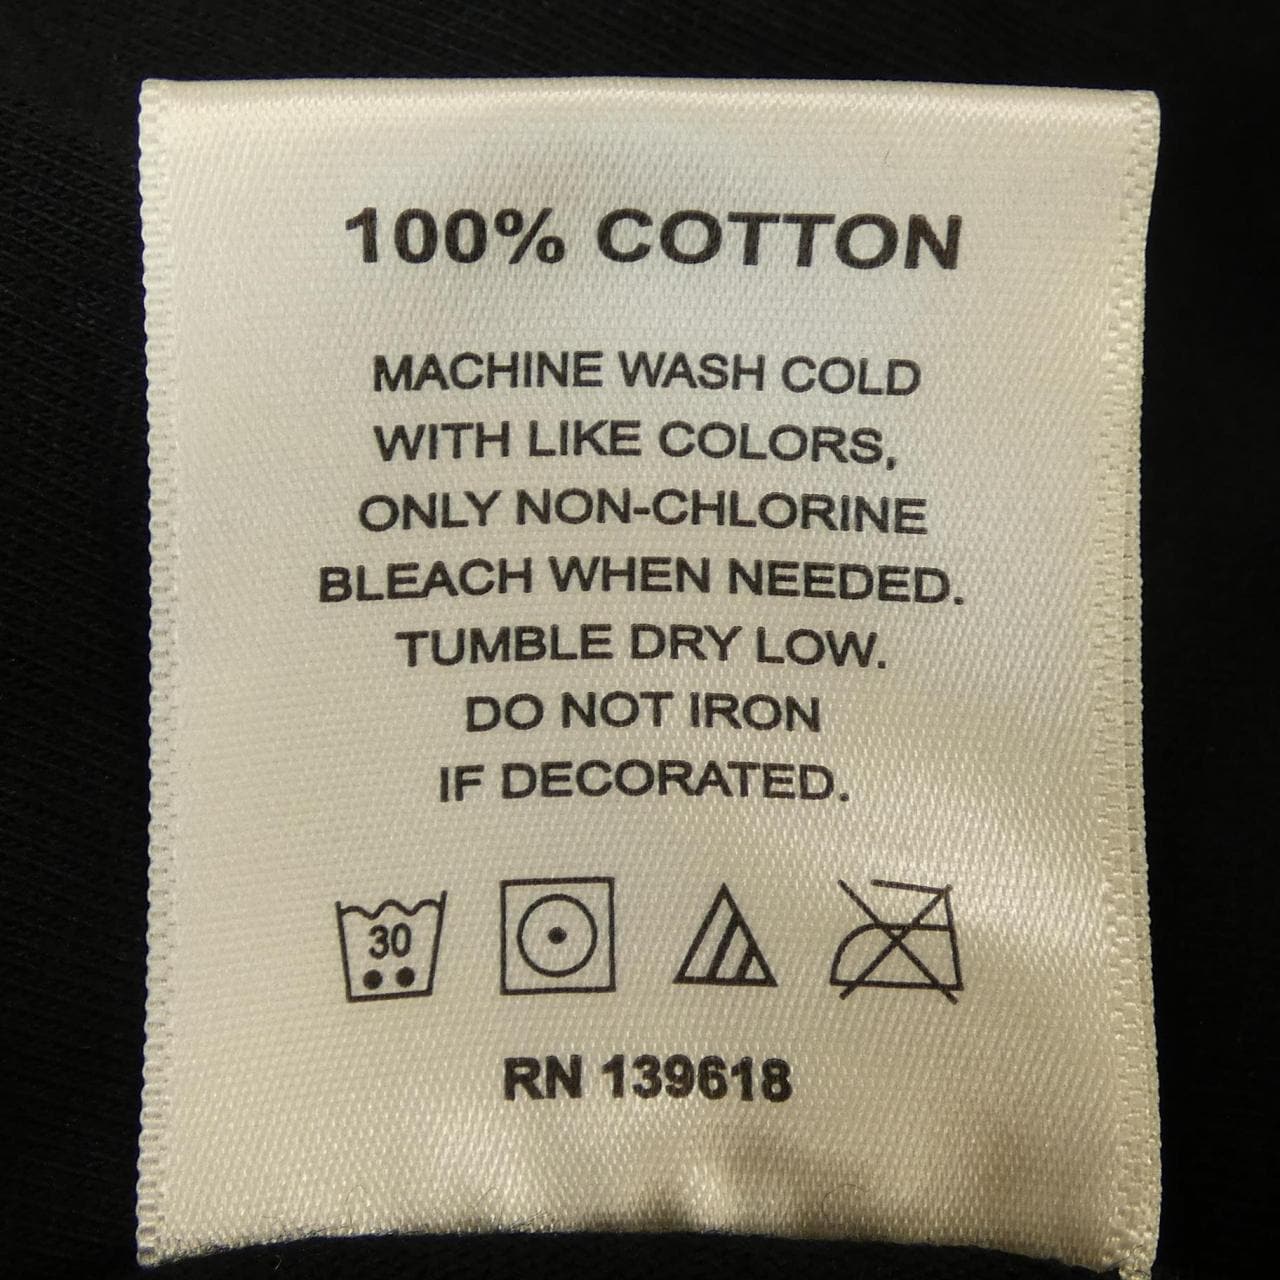 100% COTTON
MACHINE WASH COLD
WITH LIKE COLORS,
ONLY NON-CHLORINE
BLEACH WHEN NEEDED.
TUMBLE DRY LOW.
DO NOT IRON
IF DECORATED.
30
RN 139618